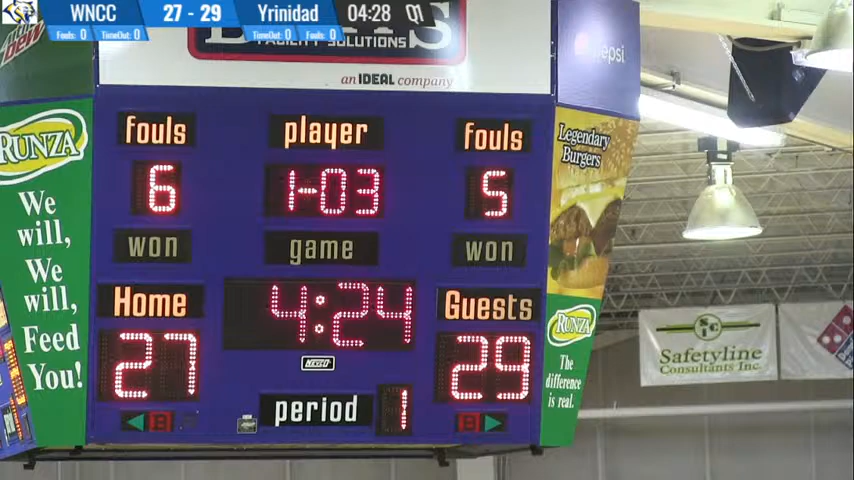 WNCC 27 - 29 Yrinidad 04:28 Q1
Fouls: 0 TimeOut: 0 TimeOut: 0 Fouls: 0
DEW
FACILITY SOLUTIONS
an IDEAL company
pepsi
RUNZA
We will,
We will,
Feed
You!
fouls player fouls
6 1-03 5
won game won
Home 4:24 Guests
27 29
period 1
Legendary
Burgers
RUNZA
The
difference
is real.
Safetyline
Consultants Inc.